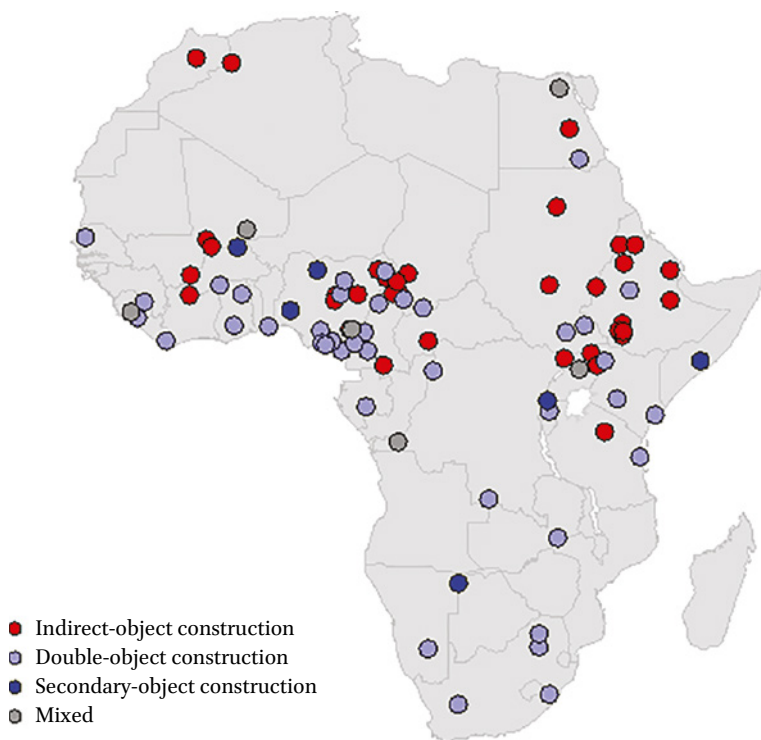 Indirect-object construction
Double-object construction
Secondary-object construction
Mixed